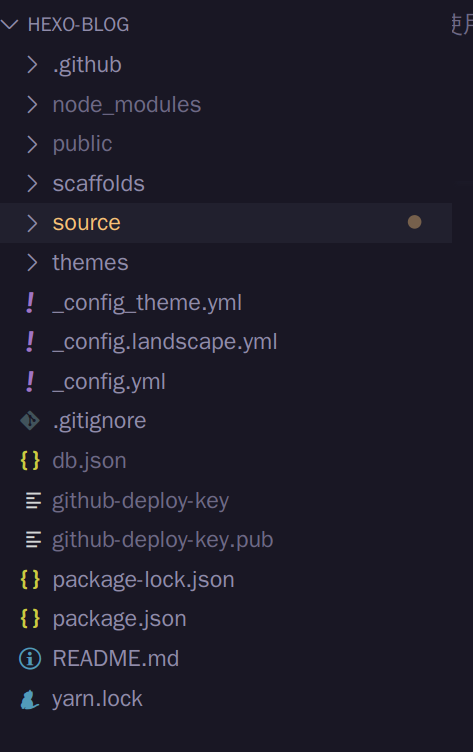 HEXO-BLOG
.github
node_modules
public
scaffolds
source
themes
_config_theme.yml
_config.landscape.yml
_config.yml
.gitignore
db.json
github-deploy-key
github-deploy-key.pub
package-lock.json
package.json
README.md
yarn.lock